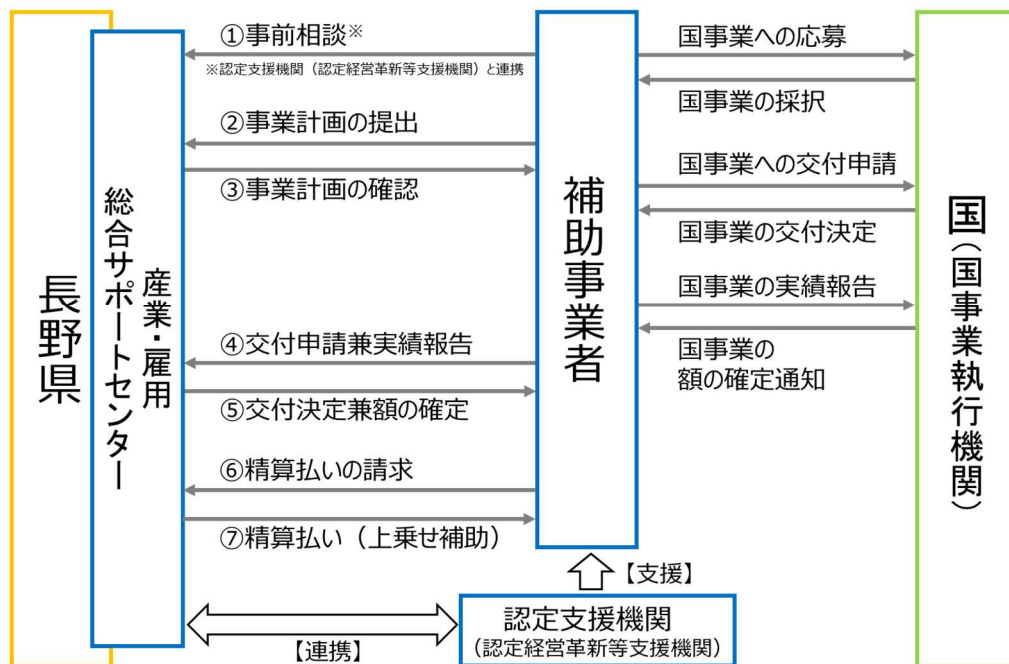 長野県
産業・雇用
総合サポートセンター
①事前相談※
※認定支援機関（認定経営革新等支援機関）と連携
②事業計画の提出
③事業計画の確認
④交付申請兼実績報告
⑤交付決定兼額の確定
⑥精算払いの請求
⑦精算払い（上乗せ補助）
補助事業者
国事業への応募
国事業の採択
国事業への交付申請
国事業の交付決定
国事業の実績報告
国事業の
額の確定通知
国（国事業執行機関）
【支援】
認定支援機関
（認定経営革新等支援機関）
【連携】